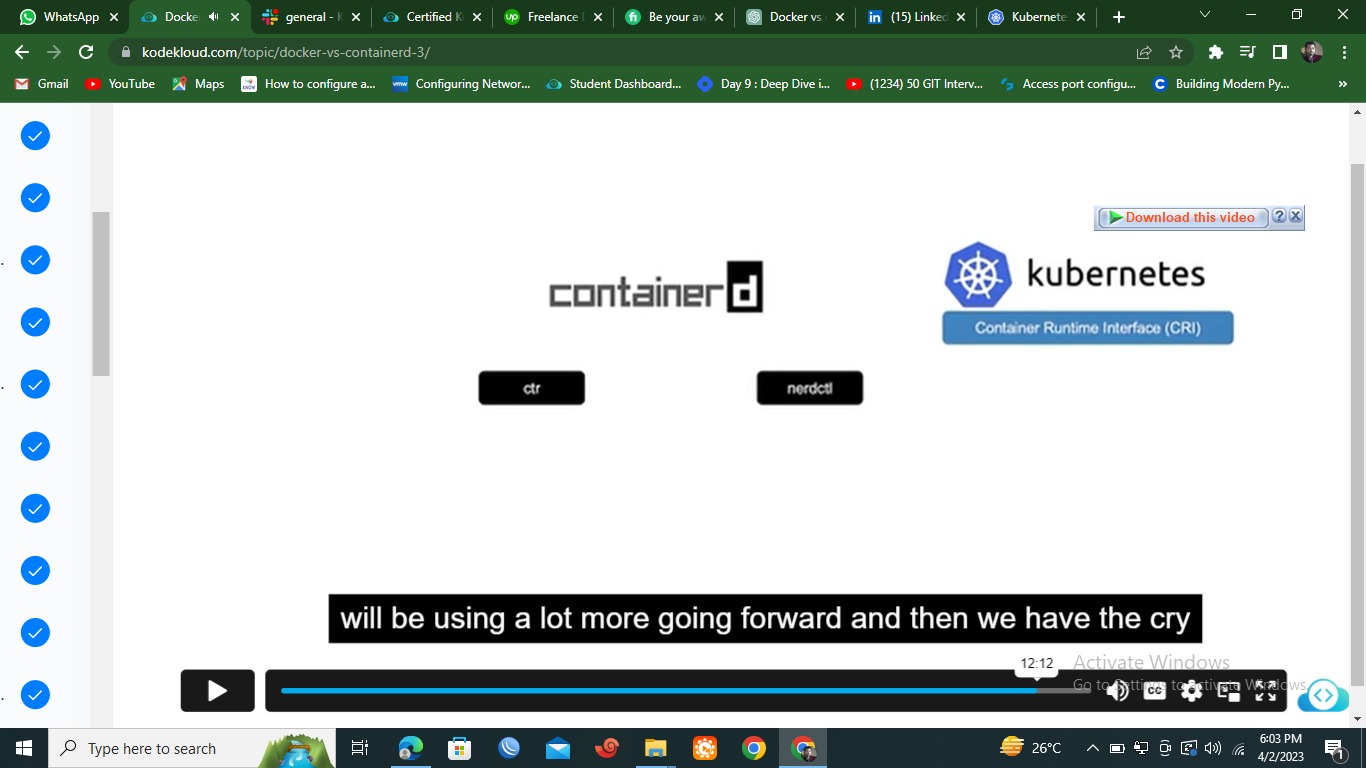 WhatsApp
Docke
general - K
Certified K
Freelance
Be your aw
Docker vs
(15) Linked
Kubernete
kodekloud.com/topic/docker-vs-containerd-3/
Gmail
YouTube
Maps
How to configure a...
Configuring Networ...
Student Dashboard...
Day 9 : Deep Dive i...
(1234) 50 GIT Interv...
Access port configu...
Building Modern Py...
»
Download this video
?
containerd
kubernetes
Container Runtime Interface (CRI)
ctr
nerdctl
will be using a lot more going forward and then we have the cry
12:12
Activate Windows
Go to Settings to activate Windows.
CC
Type here to search
26°C
6:03 PM
4/2/2023
1